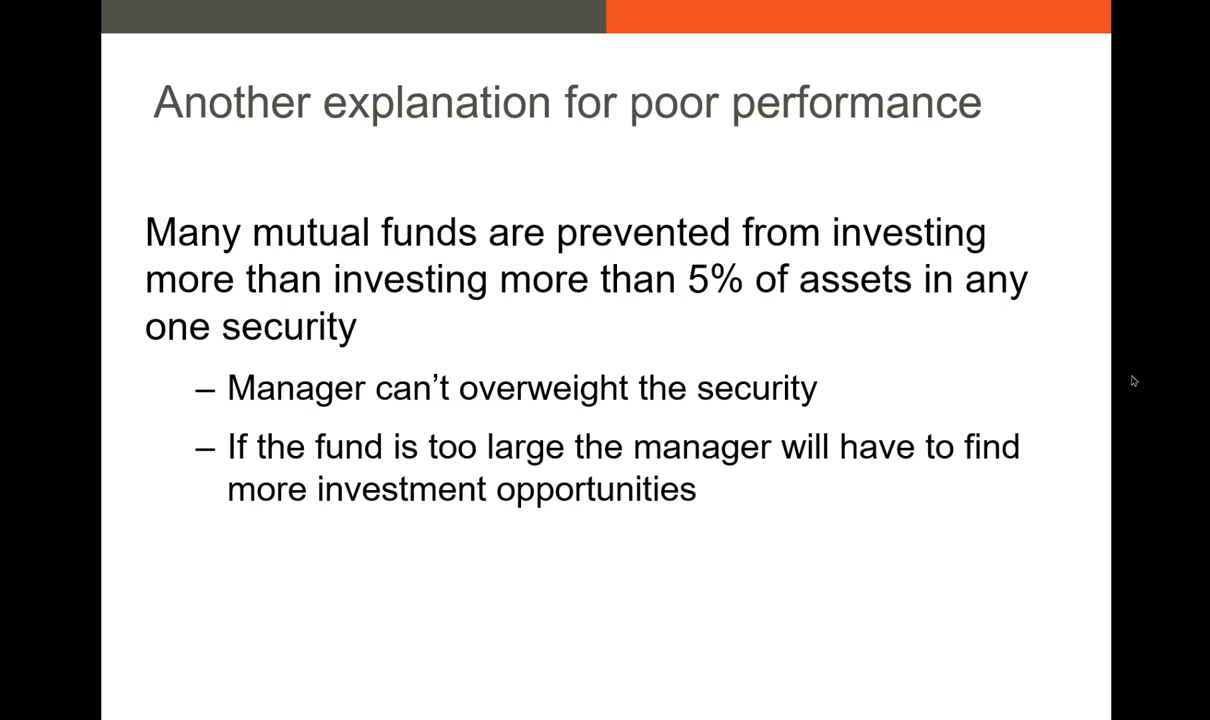 Another explanation for poor performance
Many mutual funds are prevented from investing
more than investing more than 5% of assets in any
one security
– Manager can’t overweight the security
– If the fund is too large the manager will have to find
more investment opportunities